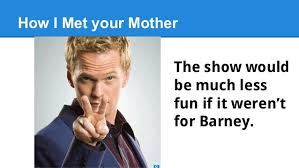 How I Met your Mother
The show would
be much less
fun if it weren't
for Barney.